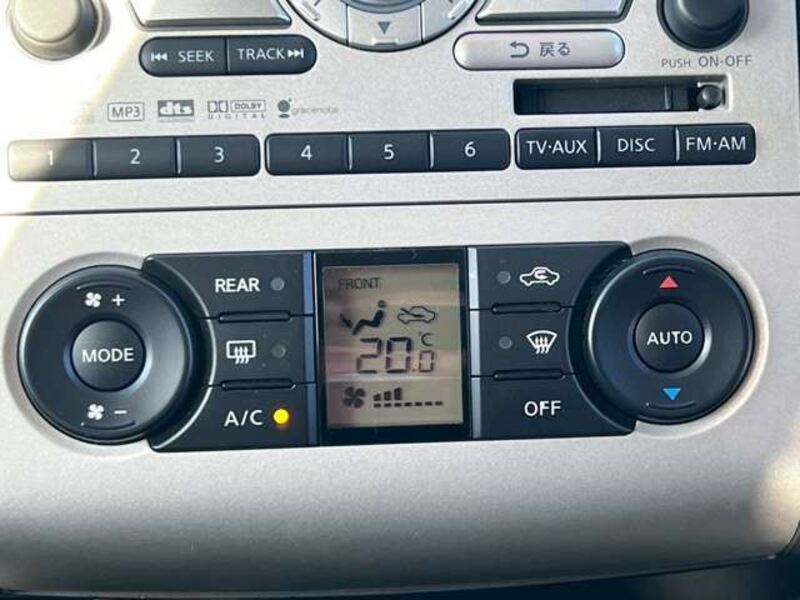 SEEK TRACK
戻る
PUSH ON·OFF
MP3 dts DOLBY DIGITAL gracenote
1 2 3 4 5 6 TV·AUX DISC FM·AM
+
MODE
−
REAR
A/C
FRONT
20.0 °C
AUTO
OFF